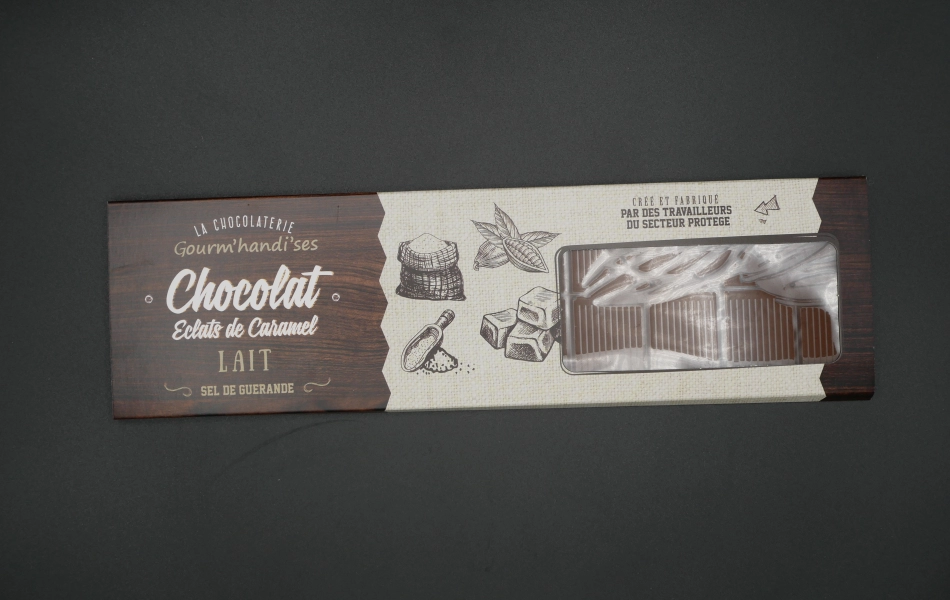 LA CHOCOLATERIE
Gourm'handi'ses
Chocolat
Eclats de Caramel
LAIT
SEL DE GUERANDE
CRÉÉ ET FABRIQUÉ
PAR DES TRAVAILLEURS
DU SECTEUR PROTEGE